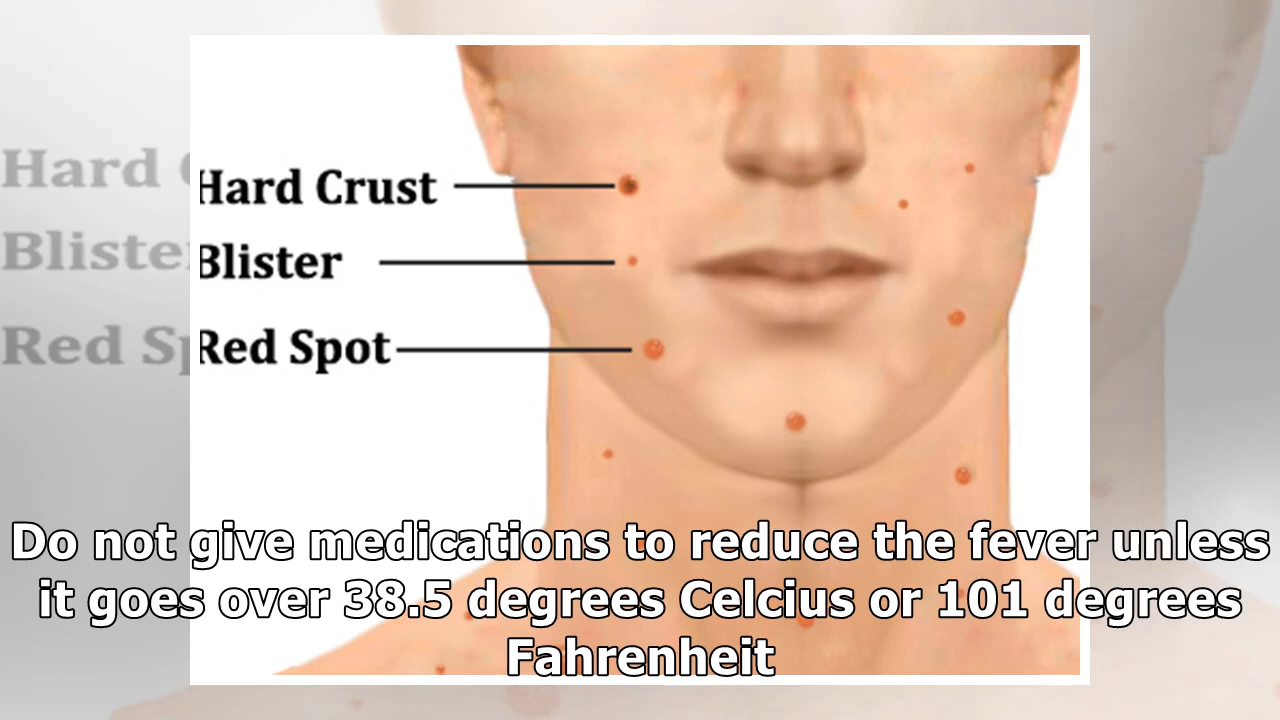 Hard Crust
Blister
Red Spot
Do not give medications to reduce the fever unless
it goes over 38.5 degrees Celcius or 101 degrees
Fahrenheit